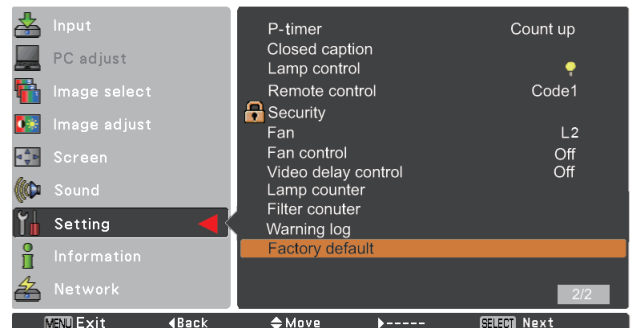 Input
PC adjust
Image select
Image adjust
Screen
Sound
Setting
Information
Network
P-timer Count up
Closed caption
Lamp control
Remote control Code1
Security
Fan L2
Fan control Off
Video delay control Off
Lamp counter
Filter conuter
Warning log
Factory default
2/2
MENU Exit Back Move ----- SELECT Next